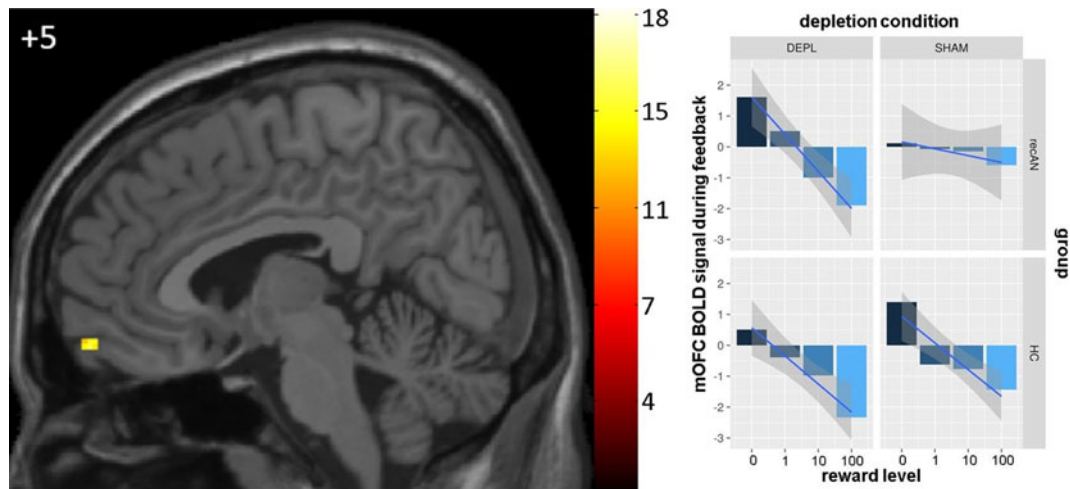 +5
18
15
11
7
4
depletion condition
DEPL
SHAM
mOFC BOLD signal during feedback
2
1
0
-1
-2
-3
recAN
2
1
0
-1
-2
-3
HC
group
0 1 10 100
0 1 10 100
reward level